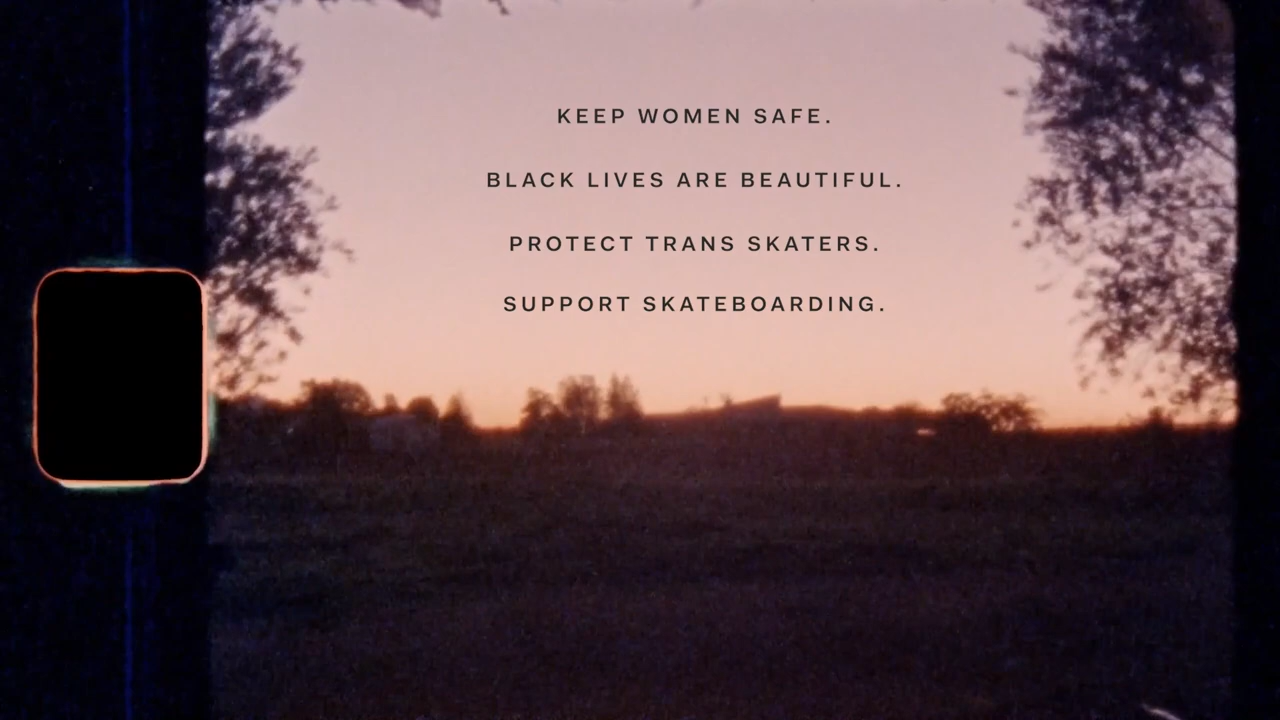 KEEP WOMEN SAFE.
BLACK LIVES ARE BEAUTIFUL.
PROTECT TRANS SKATERS.
SUPPORT SKATEBOARDING.